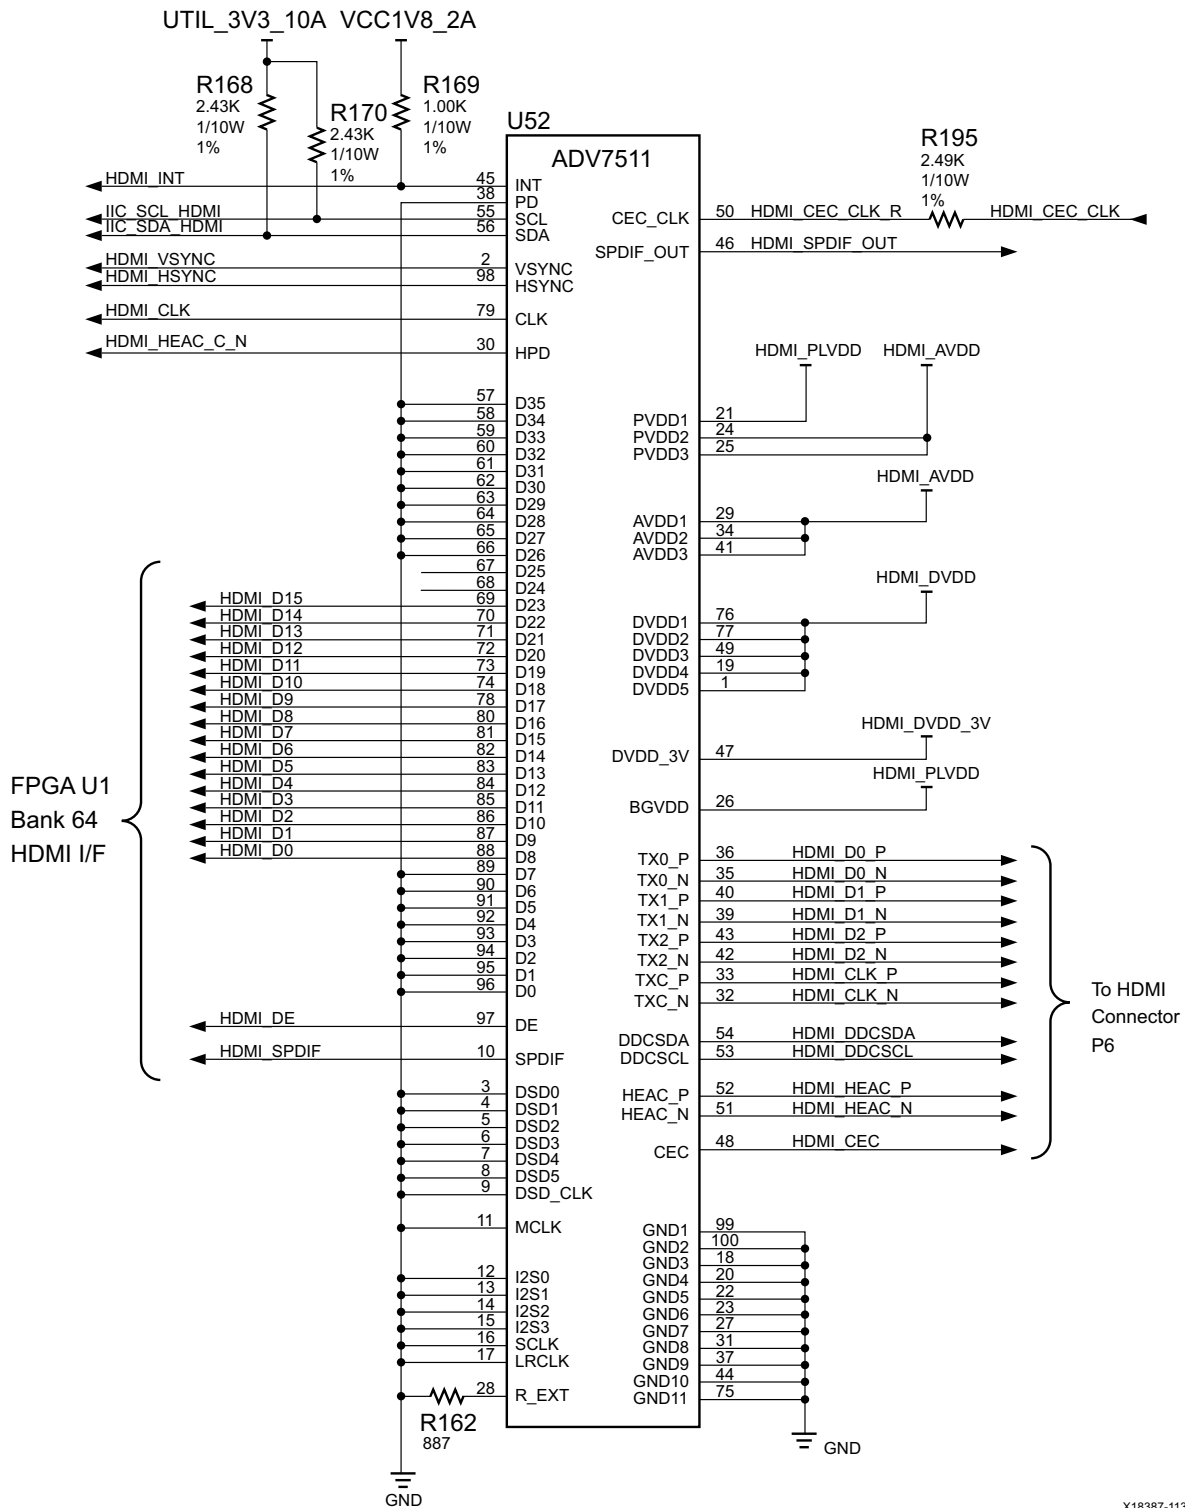 UTIL_3V3_10A VCC1V8_2A
R168
2.43K
1/10W
1%
R170
2.43K
1/10W
1%
R169
1.00K
1/10W
1%
U52
ADV7511
R195
2.49K
1/10W
1%
HDMI_INT 45 INT
38 PD
IIC_SCL_HDMI 55 SCL
IIC_SDA_HDMI 56 SDA
HDMI_VSYNC 2 VSYNC
HDMI_HSYNC 98 HSYNC
HDMI_CLK 79 CLK
HDMI_HEAC_C_N 30 HPD
57 D35
58 D34
59 D33
60 D32
61 D31
62 D30
63 D29
64 D28
65 D27
66 D26
67 D25
68 D24
HDMI_D15 69 D23
HDMI_D14 70 D22
HDMI_D13 71 D21
HDMI_D12 72 D20
HDMI_D11 73 D19
HDMI_D10 74 D18
HDMI_D9 78 D17
HDMI_D8 80 D16
HDMI_D7 81 D15
HDMI_D6 82 D14
HDMI_D5 83 D13
HDMI_D4 84 D12
HDMI_D3 85 D11
HDMI_D2 86 D10
HDMI_D1 87 D9
HDMI_D0 88 D8
89 D7
90 D6
91 D5
92 D4
93 D3
94 D2
95 D1
96 D0
HDMI_DE 97 DE
HDMI_SPDIF 10 SPDIF
FPGA U1
Bank 64
HDMI I/F
3 DSD0
4 DSD1
5 DSD2
6 DSD3
7 DSD4
8 DSD5
9 DSD_CLK
11 MCLK
12 I2S0
13 I2S1
14 I2S2
15 I2S3
16 SCLK
17 LRCLK
28 R_EXT
R162
887
GND
CEC_CLK 50 HDMI_CEC_CLK_R HDMI_CEC_CLK
SPDIF_OUT 46 HDMI_SPDIF_OUT
HDMI_PLVDD HDMI_AVDD
PVDD1 21
PVDD2 24
PVDD3 25
HDMI_AVDD
AVDD1 29
AVDD2 34
AVDD3 41
HDMI_DVDD
DVDD1 76
DVDD2 77
DVDD3 49
DVDD4 19
DVDD5 1
HDMI_DVDD_3V
DVDD_3V 47
HDMI_PLVDD
BGVDD 26
TX0_P 36 HDMI_D0_P
TX0_N 35 HDMI_D0_N
TX1_P 40 HDMI_D1_P
TX1_N 39 HDMI_D1_N
TX2_P 43 HDMI_D2_P
TX2_N 42 HDMI_D2_N
TXC_P 33 HDMI_CLK_P
TXC_N 32 HDMI_CLK_N
DDCSDA 54 HDMI_DDCSDA
DDCSCL 53 HDMI_DDCSCL
HEAC_P 52 HDMI_HEAC_P
HEAC_N 51 HDMI_HEAC_N
CEC 48 HDMI_CEC
To HDMI
Connector
P6
GND1 99
GND2 100
GND3 18
GND4 20
GND5 22
GND6 23
GND7 27
GND8 31
GND9 37
GND10 44
GND11 75
GND